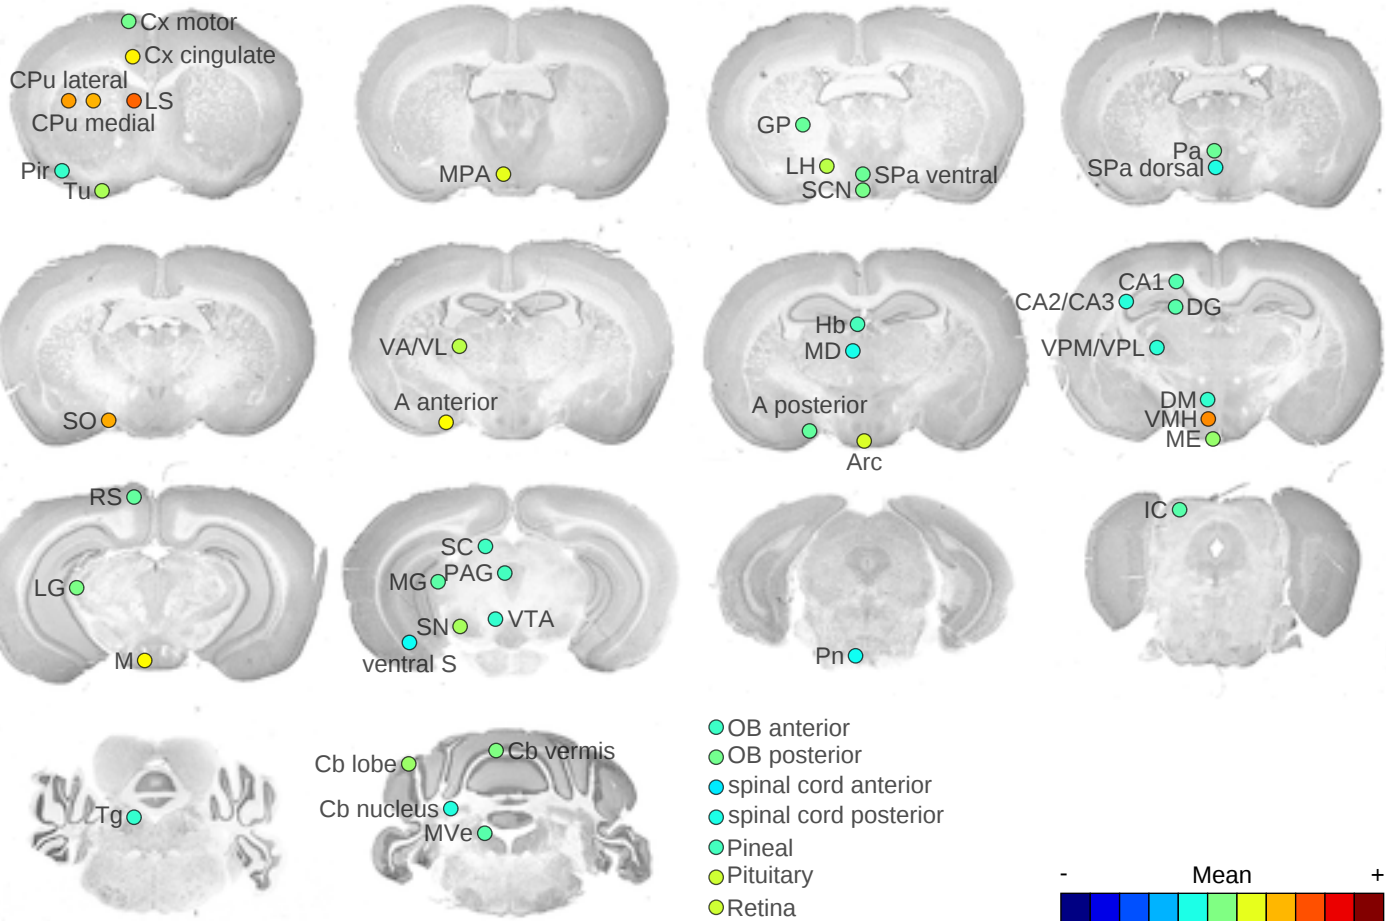 Cx motor
Cx cingulate
CPu lateral
LS
CPu medial
Pir
Tu
MPA
GP
LH
SPa ventral
SCN
Pa
SPa dorsal
SO
VA/VL
A anterior
Hb
MD
A posterior
Arc
CA1
CA2/CA3
DG
VPM/VPL
DM
VMH
ME
RS
LG
M
SC
PAG
MG
VTA
SN
ventral S
Pn
IC
Tg
Cb vermis
Cb lobe
Cb nucleus
MVe
OB anterior
OB posterior
spinal cord anterior
spinal cord posterior
Pineal
Pituitary
Retina
- Mean +